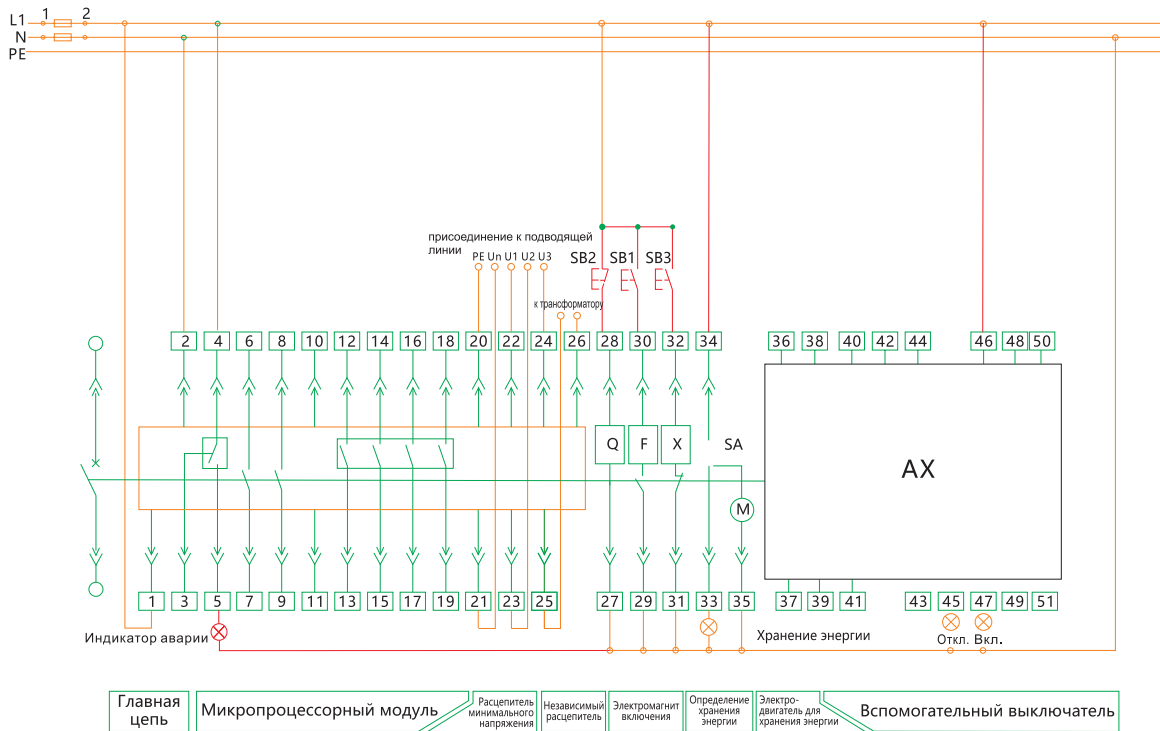 1 2
L1
N
PE
присоединение к подводящей
линии
PE Un U1 U2 U3
SB2 SB1 SB3
к трансформатору
2 4 6 8 10 12 14 16 18 20 22 24 26 28 30 32 34 36 38 40 42 44 46 48 50
Q F X SA
AX
M
1 3 5 7 9 11 13 15 17 19 21 23 25 27 29 31 33 35 37 39 41 43 45 47 49 51
Индикатор аварии
Хранение энергии
Откл. Вкл.
Главная
цепь
Микропроцессорный модуль
Расцепитель
минимального
напряжения
Независимый
расцепитель
Электромагнит
включения
Определение
хранения
энергии
Электро-
двигатель для
хранения энергии
Вспомогательный выключатель